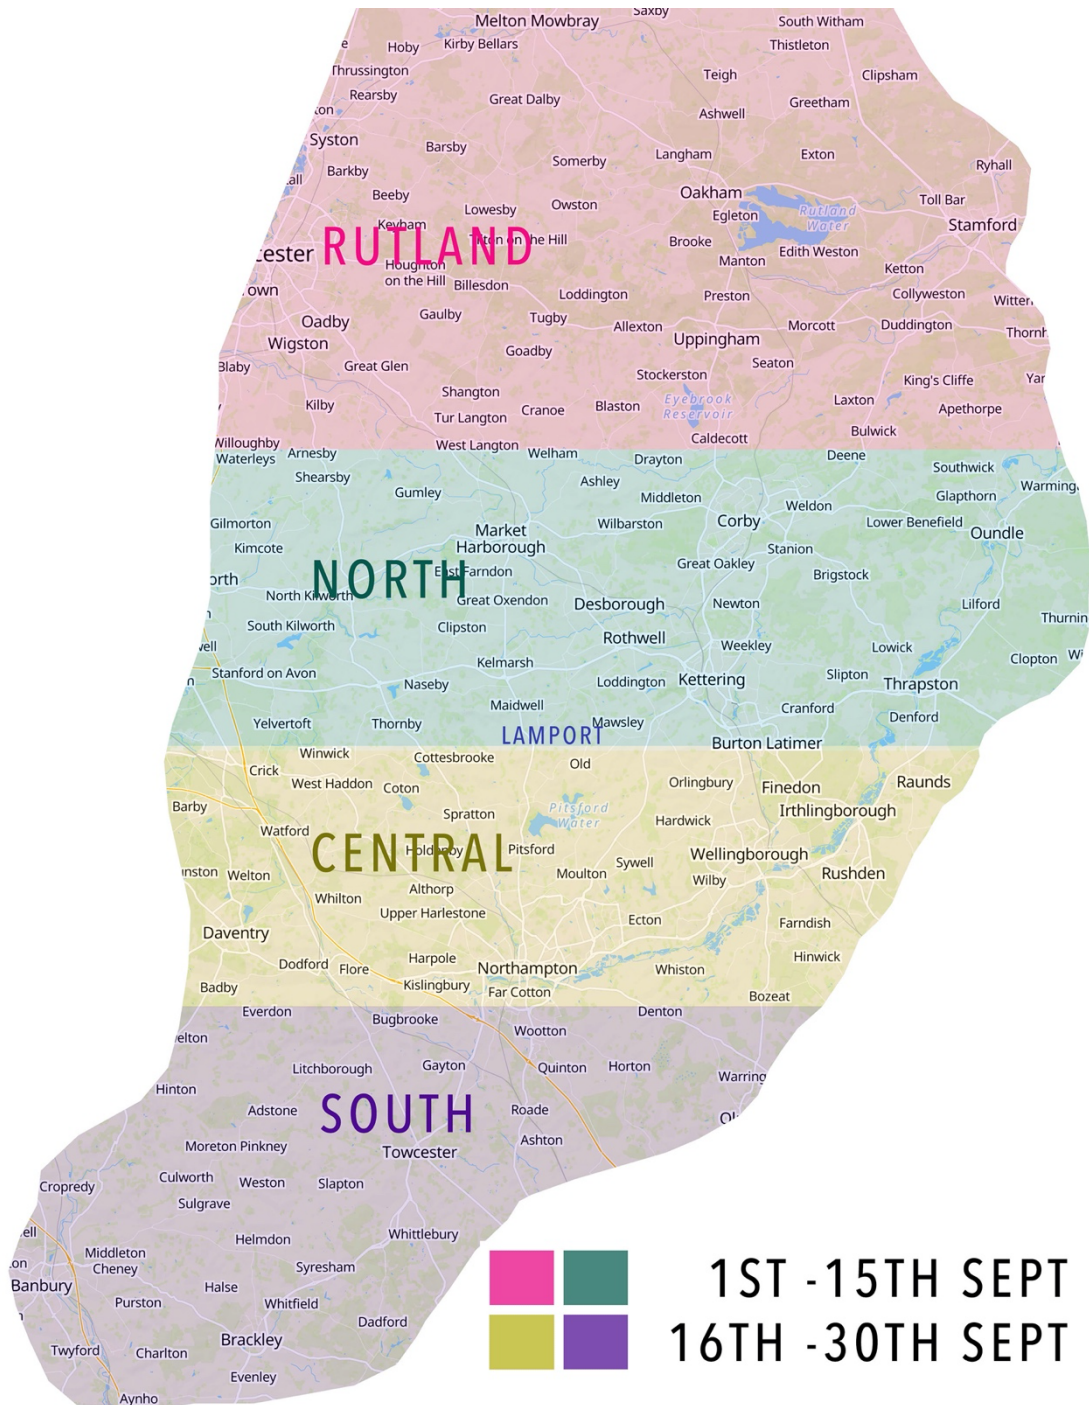 Saxby
Melton Mowbray
South Witham
Hoby
Kirby Bellars
Thistleton
Thrussington
Teigh
Clipsham
Rearsby
Great Dalby
Greetham
Ashwell
Syston
Barsby
Langham
Exton
Somerby
Ryhall
Barkby
Beeby
Oakham
Toll Bar
Lowesby
Owston
Egleton
Rutland
Water
Keyham
Stamford
Tilton on the Hill
Brooke
RUTLAND
Edith Weston
Manton
Houghton
on the Hill
Billesdon
Ketton
Loddington
Preston
Collyweston
Gaulby
Tugby
Oadby
Allexton
Morcott
Duddington
Wigston
Uppingham
Goadby
Great Glen
Seaton
Blaby
Stockerston
King's Cliffe
Shangton
Eyebrook
Reservoir
Laxton
Kilby
Cranoe
Blaston
Apethorpe
Tur Langton
Bulwick
Caldecott
Willoughby
Waterleys
West Langton
Arnesby
Welham
Drayton
Deene
Southwick
Shearsby
Ashley
Gumley
Middleton
Glapthorn
Weldon
Gilmorton
Wilbarston
Corby
Lower Benefield
Market
Harborough
Oundle
Kimcote
Stanion
Great Oakley
East Farndon
Brigstock
NORTH
North Kilworth
Great Oxendon
Desborough
Newton
Lilford
South Kilworth
Clipston
Rothwell
Weekley
Lowick
Kelmarsh
Clopton
Stanford on Avon
Naseby
Loddington
Kettering
Slipton
Thrapston
Maidwell
Cranford
Yelvertoft
Thornby
Mawsley
Denford
LAMPORT
Burton Latimer
Winwick
Cottesbrooke
Old
Crick
West Haddon
Coton
Orlingbury
Finedon
Raunds
Barby
Spratton
Pitsford
Water
Irthlingborough
Hardwick
Watford
CENTRAL
Holdenby
Pitsford
Wellingborough
Sywell
Welton
Moulton
Wilby
Rushden
Althorp
Whilton
Upper Harlestone
Ecton
Farndish
Daventry
Harpole
Hinwick
Dodford
Flore
Northampton
Whiston
Badby
Kislingbury
Far Cotton
Bozeat
Everdon
Bugbrooke
Denton
Wootton
Litchborough
Gayton
Quinton
Horton
Hinton
Adstone
SOUTH
Roade
Ashton
Moreton Pinkney
Towcester
Culworth
Weston
Slapton
Cropredy
Sulgrave
Whittlebury
Helmdon
Middleton
Cheney
Syresham
Banbury
Halse
Purston
Whitfield
Dadford
Brackley
Twyford
Charlton
Evenley
Aynho
1ST -15TH SEPT
16TH -30TH SEPT